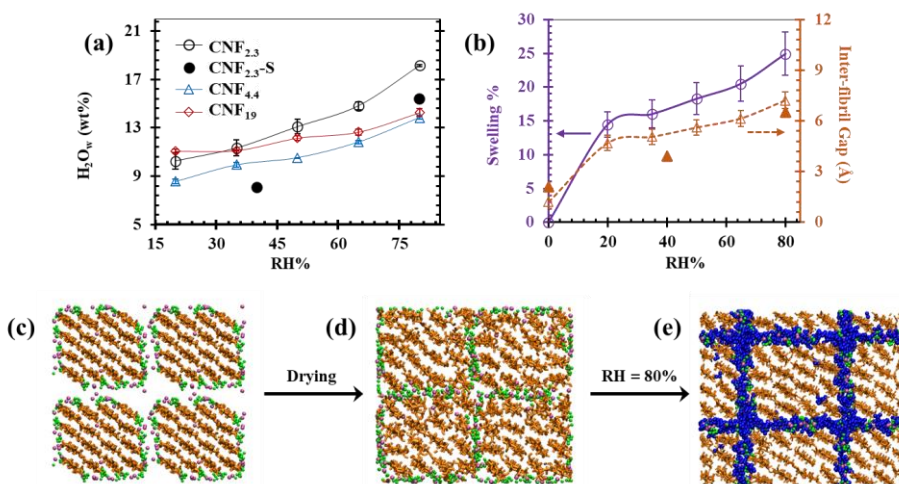 (a)
CNF2.3
CNF2.3-S
CNF4.4
CNF19
H2Ow (wt%)
21
17
13
9
5
15 30 45 60 75
RH%
(b)
Swelling %
30
25
20
15
10
5
0
0 20 40 60 80
RH%
12
9
6
3
0
Inter-fibril Gap (Å)
(c)
Drying
(d)
RH = 80%
(e)